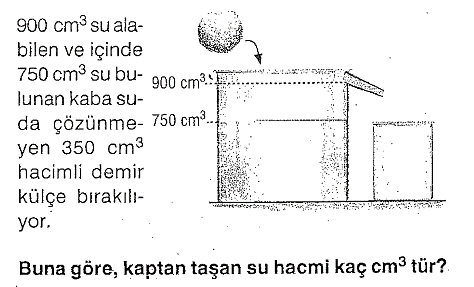 900 cm³ su ala-
bilen ve içinde
750 cm³ su bu-
lunan kaba su-
da çözünme-
yen 350 cm³
hacimli demir
külçe bırakılı-
yor.
900 cm³
750 cm³
Buna göre, kaptan taşan su hacmi kaç cm³ tür?